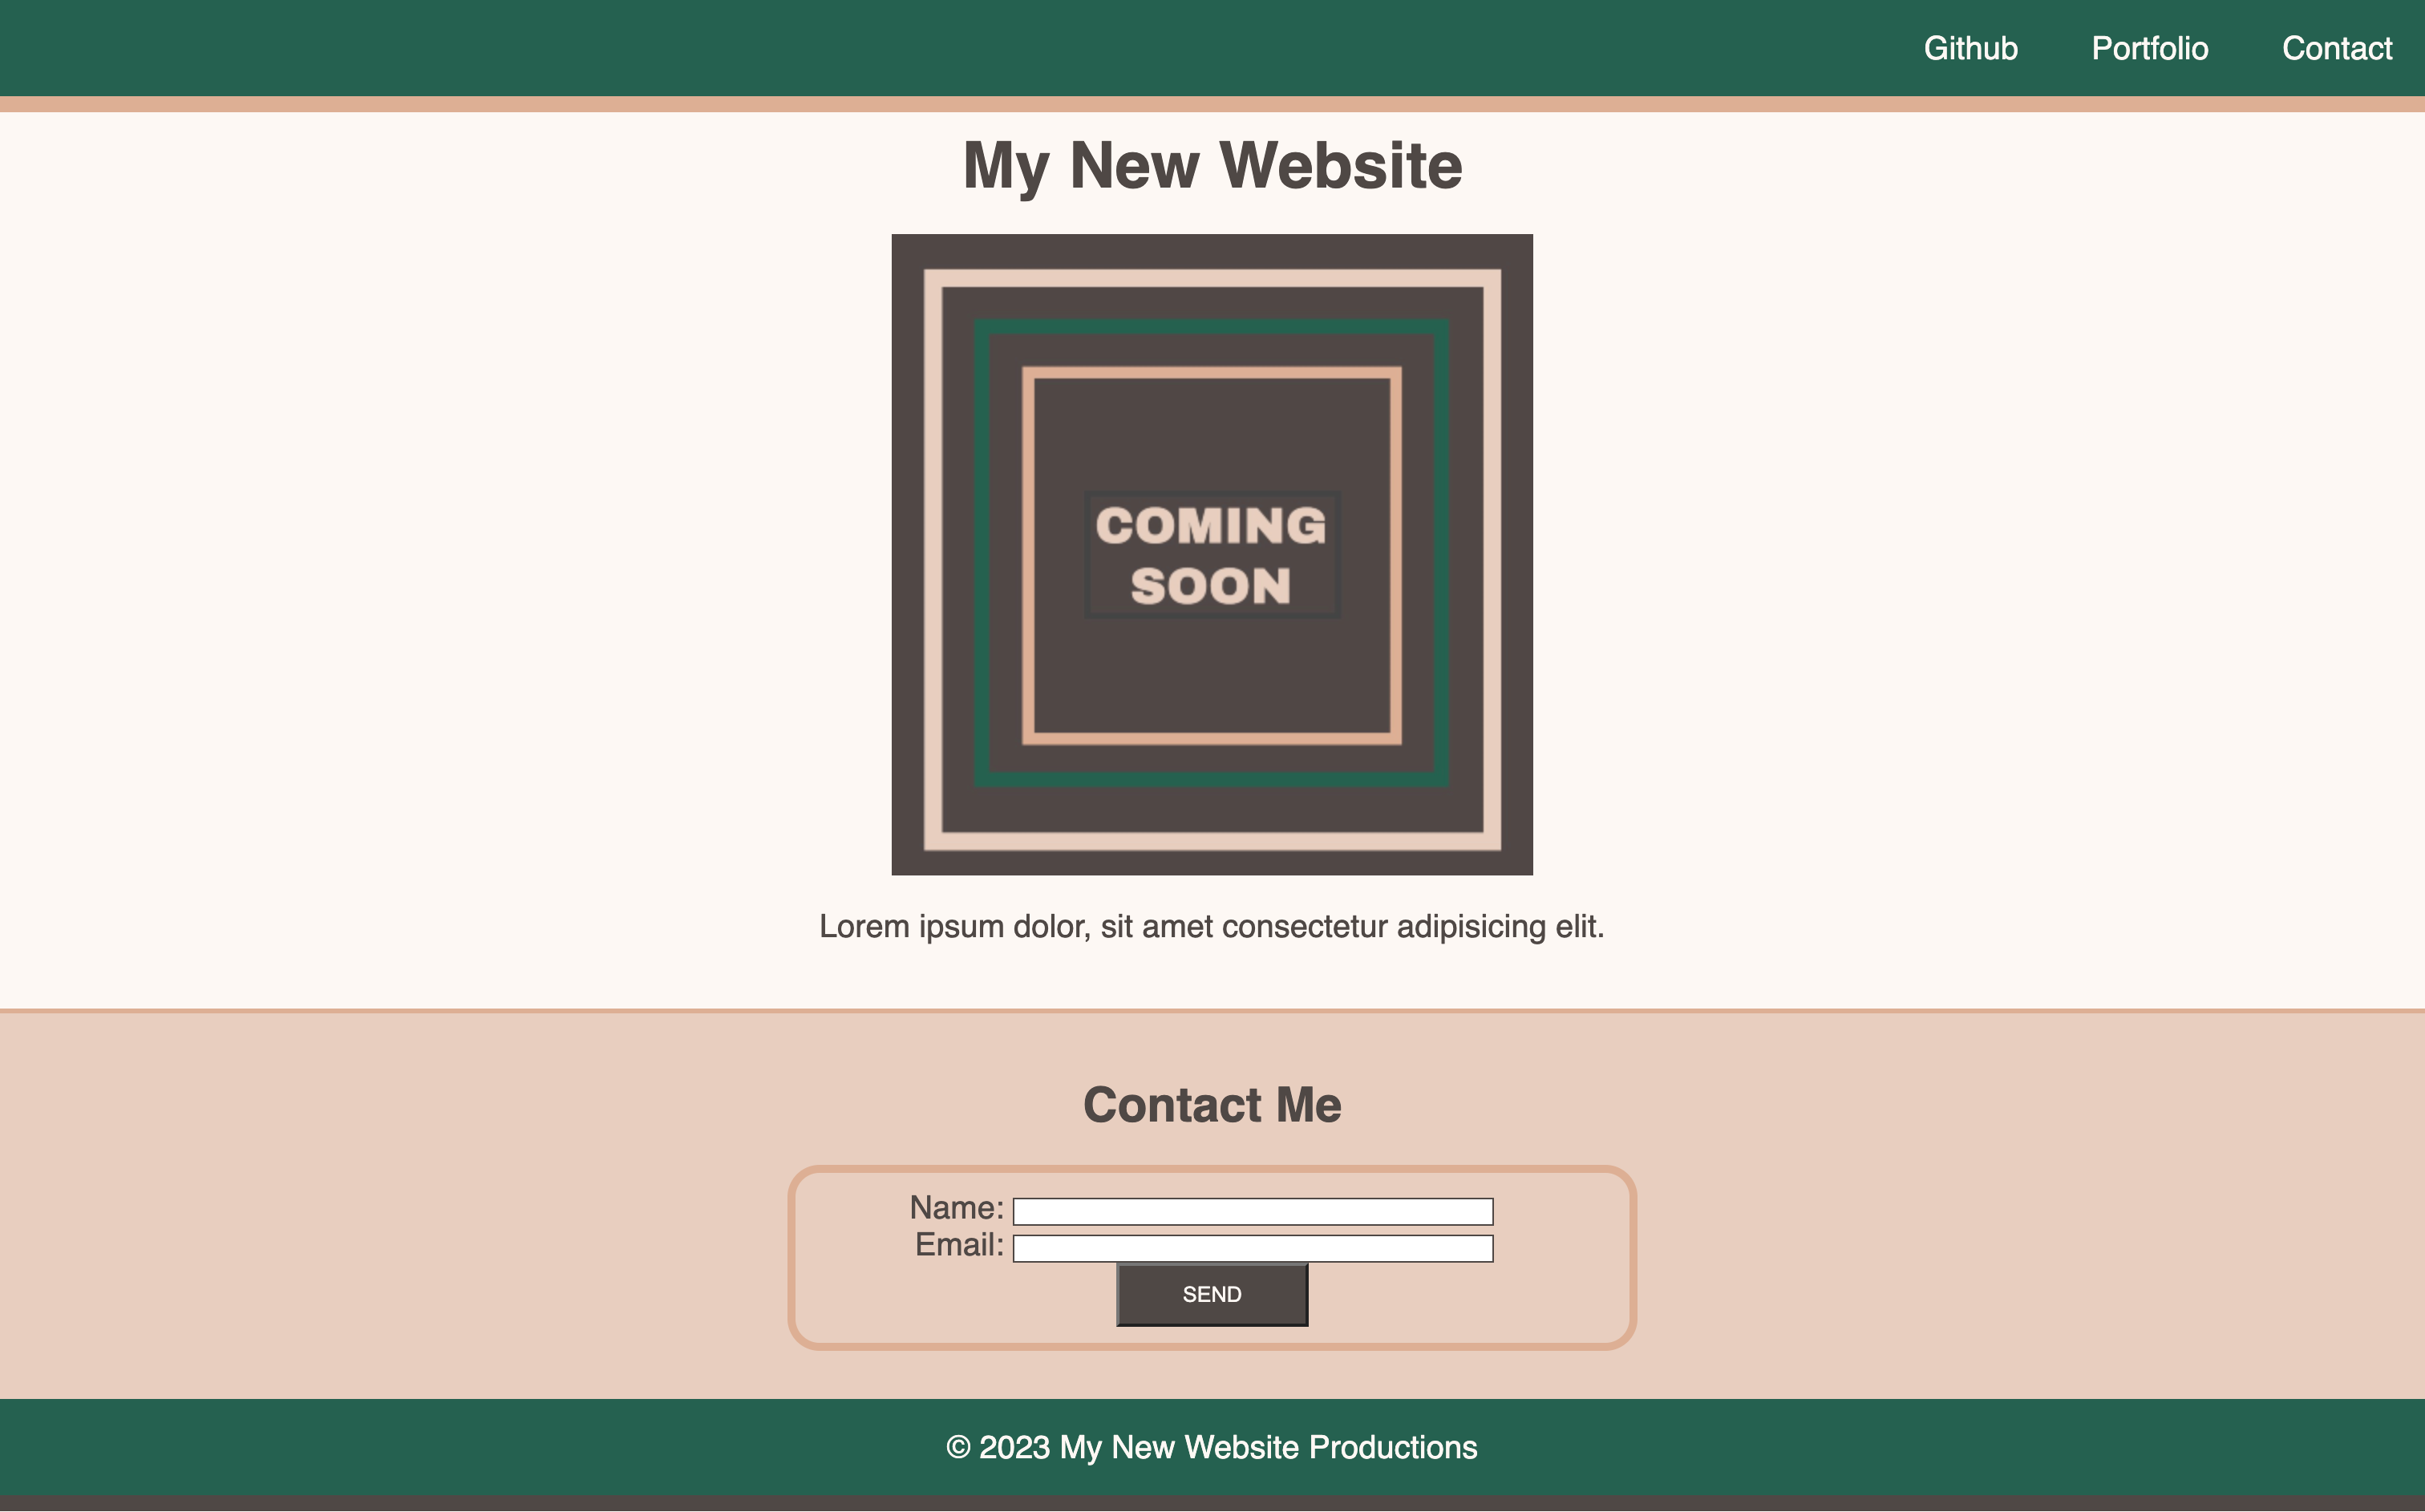 Github Portfolio Contact
My New Website
COMING
SOON
Lorem ipsum dolor, sit amet consectetur adipisicing elit.
Contact Me
Name:
Email:
SEND
© 2023 My New Website Productions